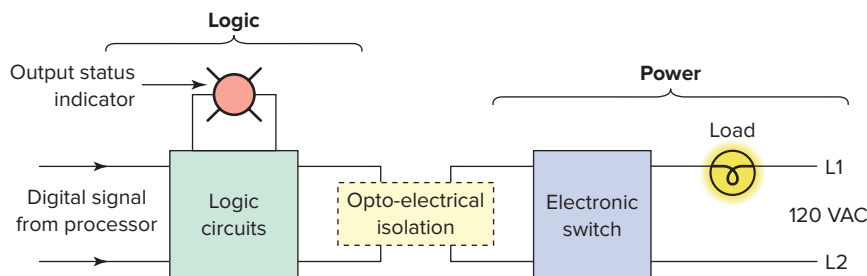 Logic
Output status
indicator
Power
Load
L1
Digital signal
from processor
Logic
circuits
Opto-electrical
isolation
Electronic
switch
120 VAC
L2